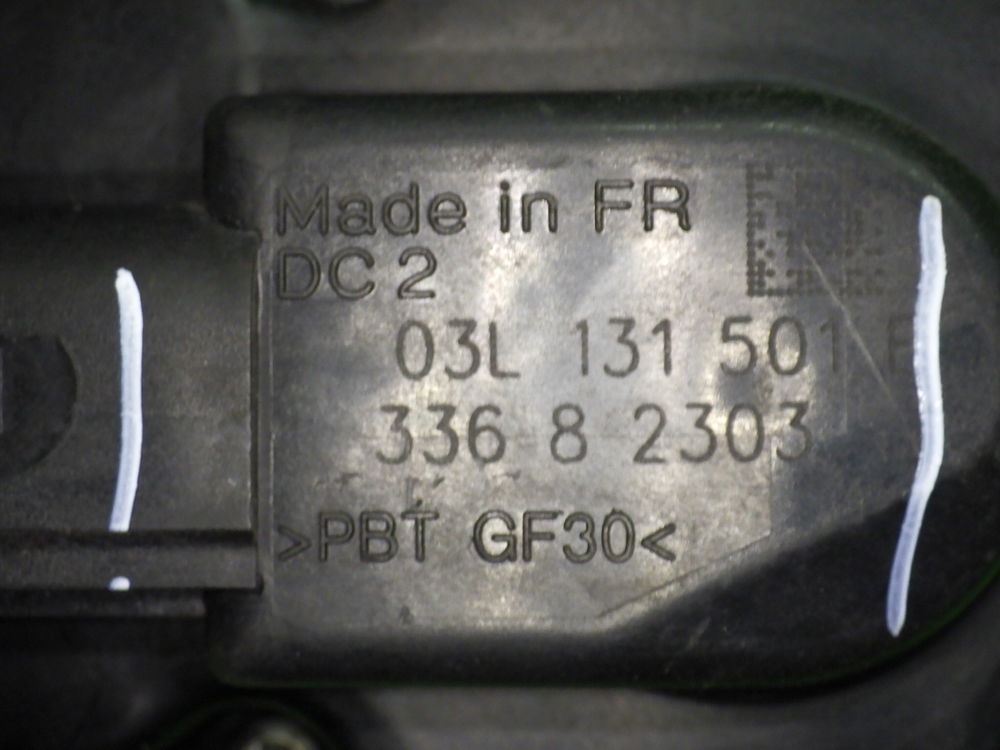 Made in FR
DC 2
03L 131 501
336 8 2303
>PBT GF30<